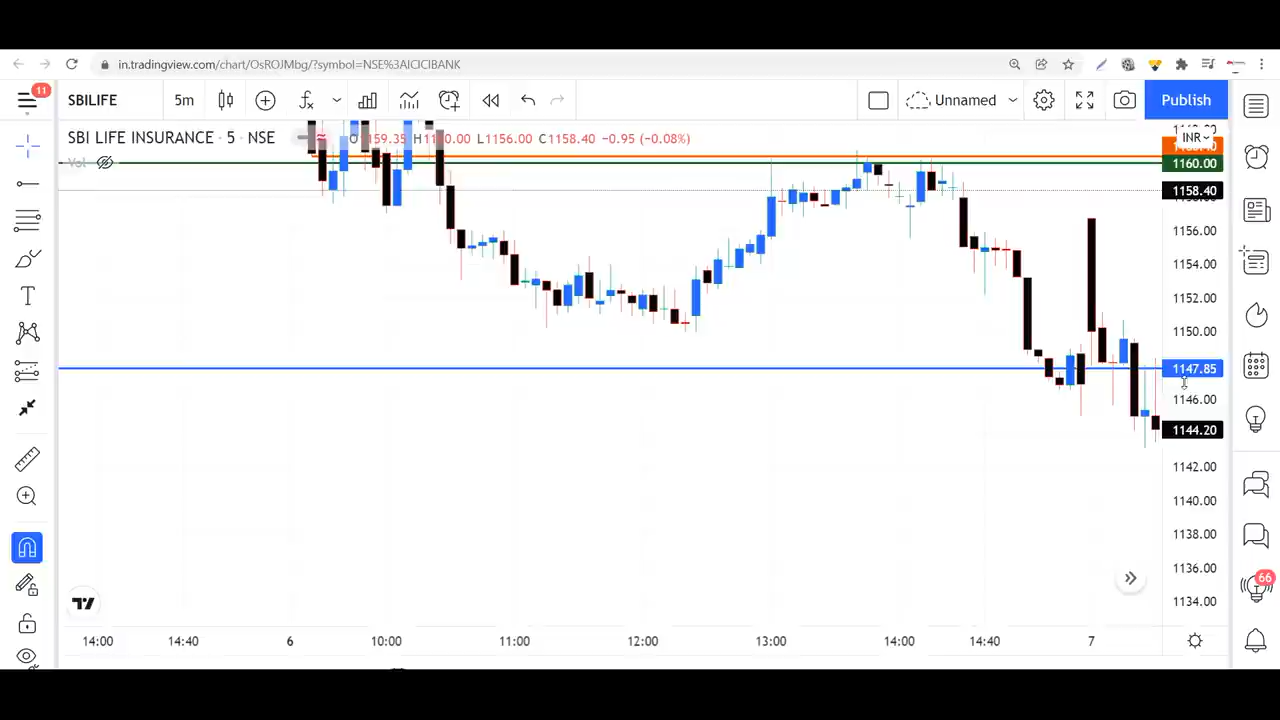 in.tradingview.com/chart/OsROJMbg/?symbol=NSE%3AICICIBANK
11
SBILIFE 5m Unnamed Publish
SBI LIFE INSURANCE · 5 · NSE H1160.00 L1156.00 C1158.40 −0.95 (−0.08%)
INR
Vol
1160.00
1158.40
1156.00
1154.00
1152.00
1150.00
1147.85
1146.00
1144.20
1142.00
1140.00
1138.00
1136.00
1134.00
66
14:00 14:40 6 10:00 11:00 12:00 13:00 14:00 14:40 7